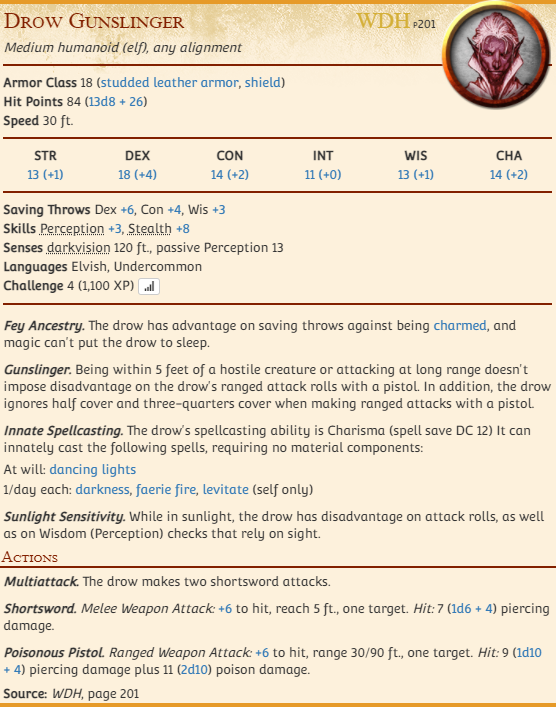 Drow Gunslinger WDH p201
Medium humanoid (elf), any alignment
Armor Class 18 (studded leather armor, shield)
Hit Points 84 (13d8 + 26)
Speed 30 ft.
STR DEX CON INT WIS CHA
13 (+1) 18 (+4) 14 (+2) 11 (+0) 13 (+1) 14 (+2)
Saving Throws Dex +6, Con +4, Wis +3
Skills Perception +3, Stealth +8
Senses darkvision 120 ft., passive Perception 13
Languages Elvish, Undercommon
Challenge 4 (1,100 XP)
Fey Ancestry. The drow has advantage on saving throws against being charmed, and
magic can't put the drow to sleep.
Gunslinger. Being within 5 feet of a hostile creature or attacking at long range doesn't
impose disadvantage on the drow's ranged attack rolls with a pistol. In addition, the drow
ignores half cover and three-quarters cover when making ranged attacks with a pistol.
Innate Spellcasting. The drow's spellcasting ability is Charisma (spell save DC 12) It can
innately cast the following spells, requiring no material components:
At will: dancing lights
1/day each: darkness, faerie fire, levitate (self only)
Sunlight Sensitivity. While in sunlight, the drow has disadvantage on attack rolls, as well
as on Wisdom (Perception) checks that rely on sight.
Actions
Multiattack. The drow makes two shortsword attacks.
Shortsword. Melee Weapon Attack: +6 to hit, reach 5 ft., one target. Hit: 7 (1d6 + 4) piercing
damage.
Poisonous Pistol. Ranged Weapon Attack: +6 to hit, range 30/90 ft., one target. Hit: 9 (1d10
+ 4) piercing damage plus 11 (2d10) poison damage.
Source: WDH, page 201